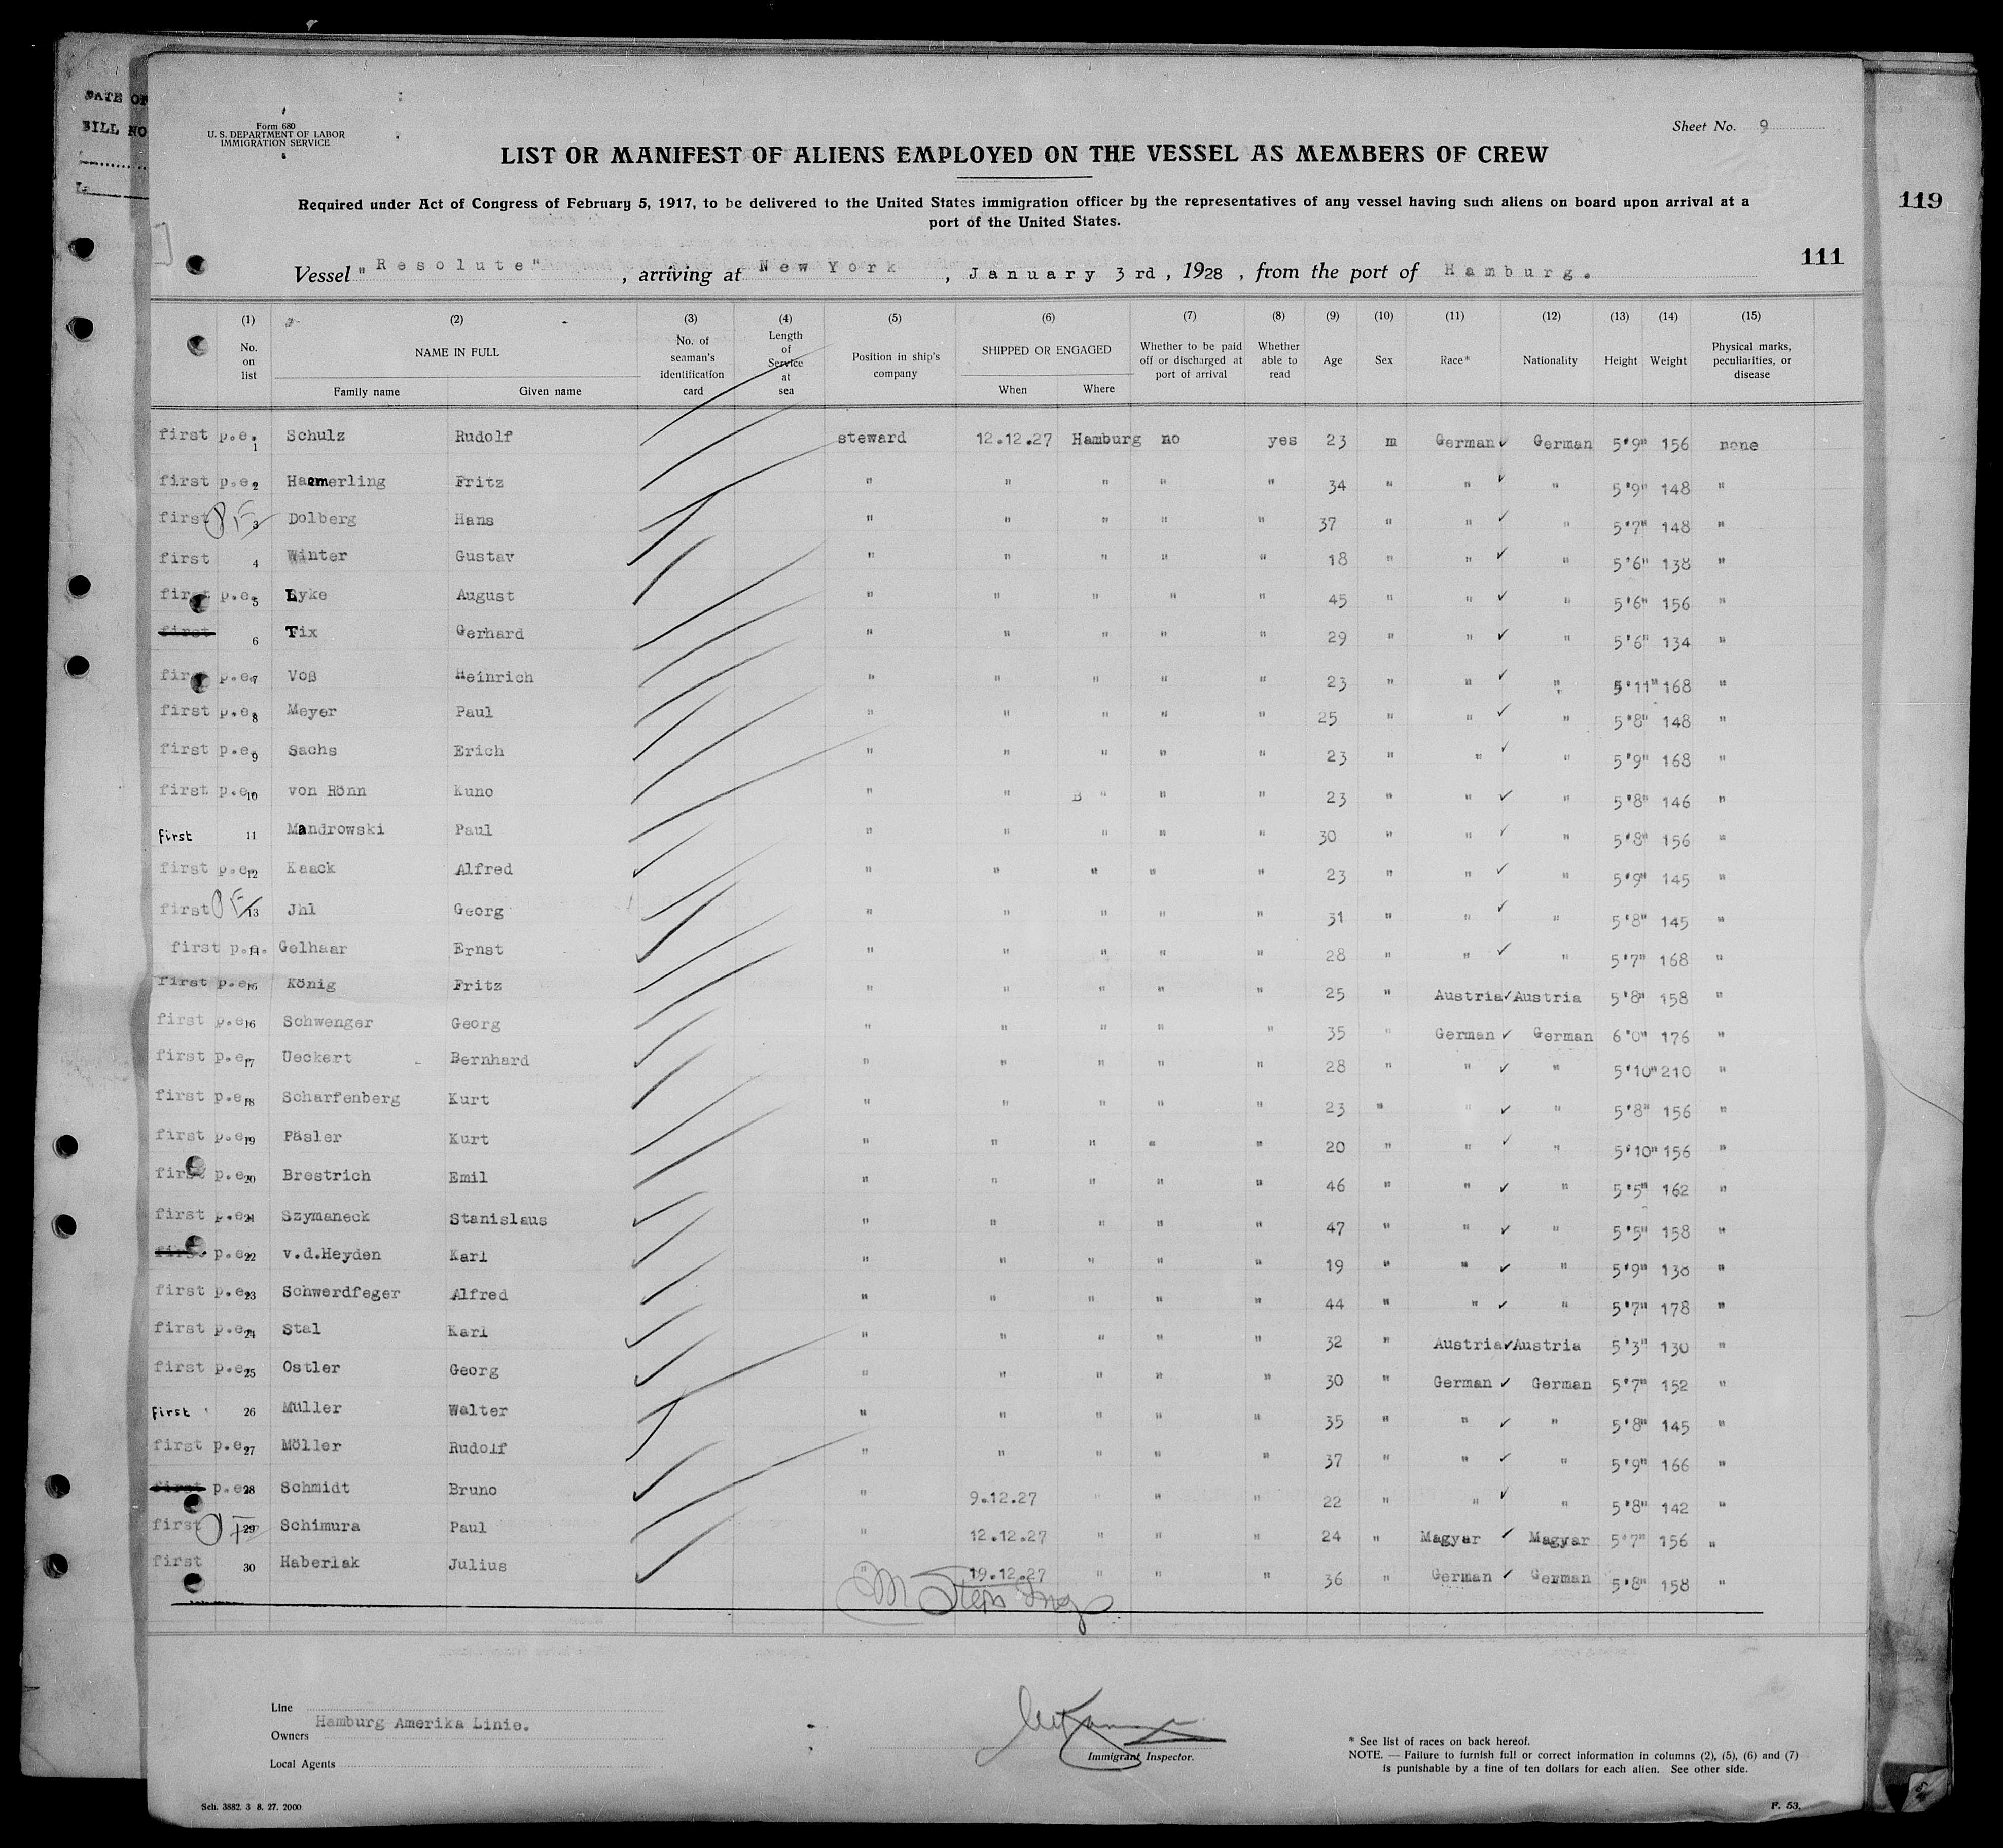 DATE OF
BILL NO
Form 680
U. S. DEPARTMENT OF LABOR
IMMIGRATION SERVICE
Sheet No. 9
LIST OR MANIFEST OF ALIENS EMPLOYED ON THE VESSEL AS MEMBERS OF CREW
Required under Act of Congress of February 5, 1917, to be delivered to the United States immigration officer by the representatives of any vessel having such aliens on board upon arrival at a
port of the United States.
119
111
Vessel "Resolute", arriving at New York, January 3rd, 1928, from the port of Hamburg.
(1) (2) (3) (4) (5) (6) (7) (8) (9) (10) (11) (12) (13) (14) (15)
No. on list NAME IN FULL Family name Given name No. of seaman's identification card Length of Service at sea Position in ship's company SHIPPED OR ENGAGED When Where Whether to be paid off or discharged at port of arrival Whether able to read Age Sex Race* Nationality Height Weight Physical marks, peculiarities, or disease
first p.e. 1 Schulz Rudolf steward 12.12.27 Hamburg no yes 23 m German ✓ German 5'9" 156 none
first p.e. 2 Haemerling Fritz " " " " " 34 " " ✓ " 5'9" 148 "
first PE 3 Dolberg Hans " " " " " 37 " " ✓ " 5'7" 148 "
first 4 Winter Gustav " " " " " 18 " " ✓ " 5'6" 138 "
first p.e. 5 Lyke August " " " " " 45 " " ✓ " 5'6" 156 "
first 6 Tix Gerhard " " " " " 29 " " ✓ " 5'6" 134 "
first p.e. 7 Voß Heinrich " " " " " 23 " " ✓ " 5'11" 168 "
first p.e. 8 Meyer Paul " " " " " 25 " " ✓ " 5'8" 148 "
first p.e. 9 Sachs Erich " " " " " 23 " " ✓ " 5'9" 168 "
first p.e. 10 von Rönn Kuno " " B " " " 23 " " ✓ " 5'8" 146 "
first 11 Mandrowski Paul " " " " " 30 " " ✓ " 5'8" 156 "
first p.e. 12 Kaack Alfred " " " " " 23 " " ✓ " 5'9" 145 "
first PE 13 Jhl Georg " " " " " 31 " " ✓ " 5'8" 145 "
first p.e. 14 Gelhaar Ernst " " " " " 28 " " ✓ " 5'7" 168 "
first p.e. 15 König Fritz " " " " " 25 " Austria ✓ Austria 5'8" 158 "
first p.e. 16 Schwenger Georg " " " " " 35 " German ✓ German 6'0" 176 "
first p.e. 17 Ueckert Bernhard " " " " " 28 " " ✓ " 5'10" 210 "
first p.e. 18 Scharfenberg Kurt " " " " " 23 " " ✓ " 5'8" 156 "
first p.e. 19 Päsler Kurt " " " " " 20 " " ✓ " 5'10" 156 "
first p.e. 20 Brestrich Emil " " " " " 46 " " ✓ " 5'5" 162 "
first p.e. 21 Szymaneck Stanislaus " " " " " 47 " " ✓ " 5'5" 158 "
first p.e. 22 v.d.Heyden Karl " " " " " 19 " " ✓ " 5'9" 138 "
first p.e. 23 Schwerdfeger Alfred " " " " " 44 " " ✓ " 5'7" 178 "
first p.e. 24 Stal Karl " " " " " 32 " Austria ✓ Austria 5'3" 130 "
first p.e. 25 Ostler Georg " " " " " 30 " German ✓ German 5'7" 152 "
first 26 Müller Walter " " " " " 35 " " ✓ " 5'8" 145 "
first p.e. 27 Möller Rudolf " " " " " 37 " " ✓ " 5'9" 166 "
first p.e. 28 Schmidt Bruno " 9.12.27 " " " 22 " " ✓ " 5'8" 142 "
first 29 Schimura Paul " 12.12.27 " " " 24 " Magyar ✓ Magyar 5'7" 156 "
first 30 Haberlak Julius " 19.12.27 " " " 36 " German ✓ German 5'8" 158 "
Line
Owners Hamburg Amerika Linie.
Local Agents
Immigrant Inspector.
* See list of races on back hereof.
NOTE. — Failure to furnish full or correct information in columns (2), (5), (6) and (7)
is punishable by a fine of ten dollars for each alien. See other side.
Sch. 3882. 3 8. 27. 2000
F. 53.